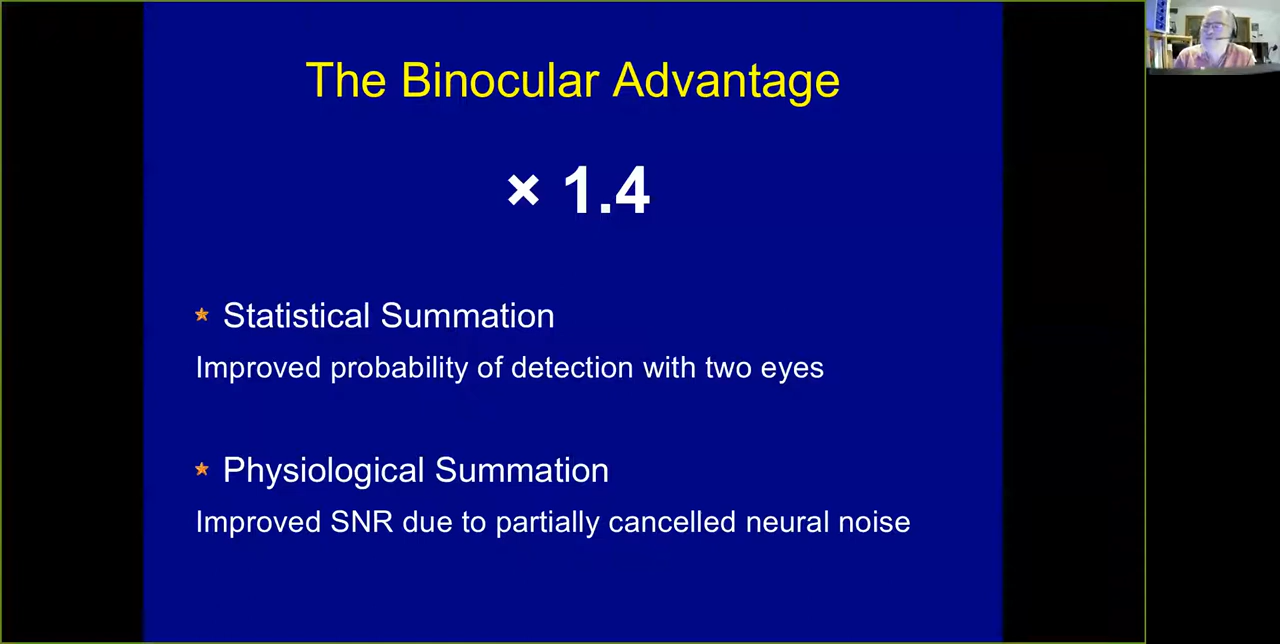 The Binocular Advantage
× 1.4
Statistical Summation
Improved probability of detection with two eyes
Physiological Summation
Improved SNR due to partially cancelled neural noise